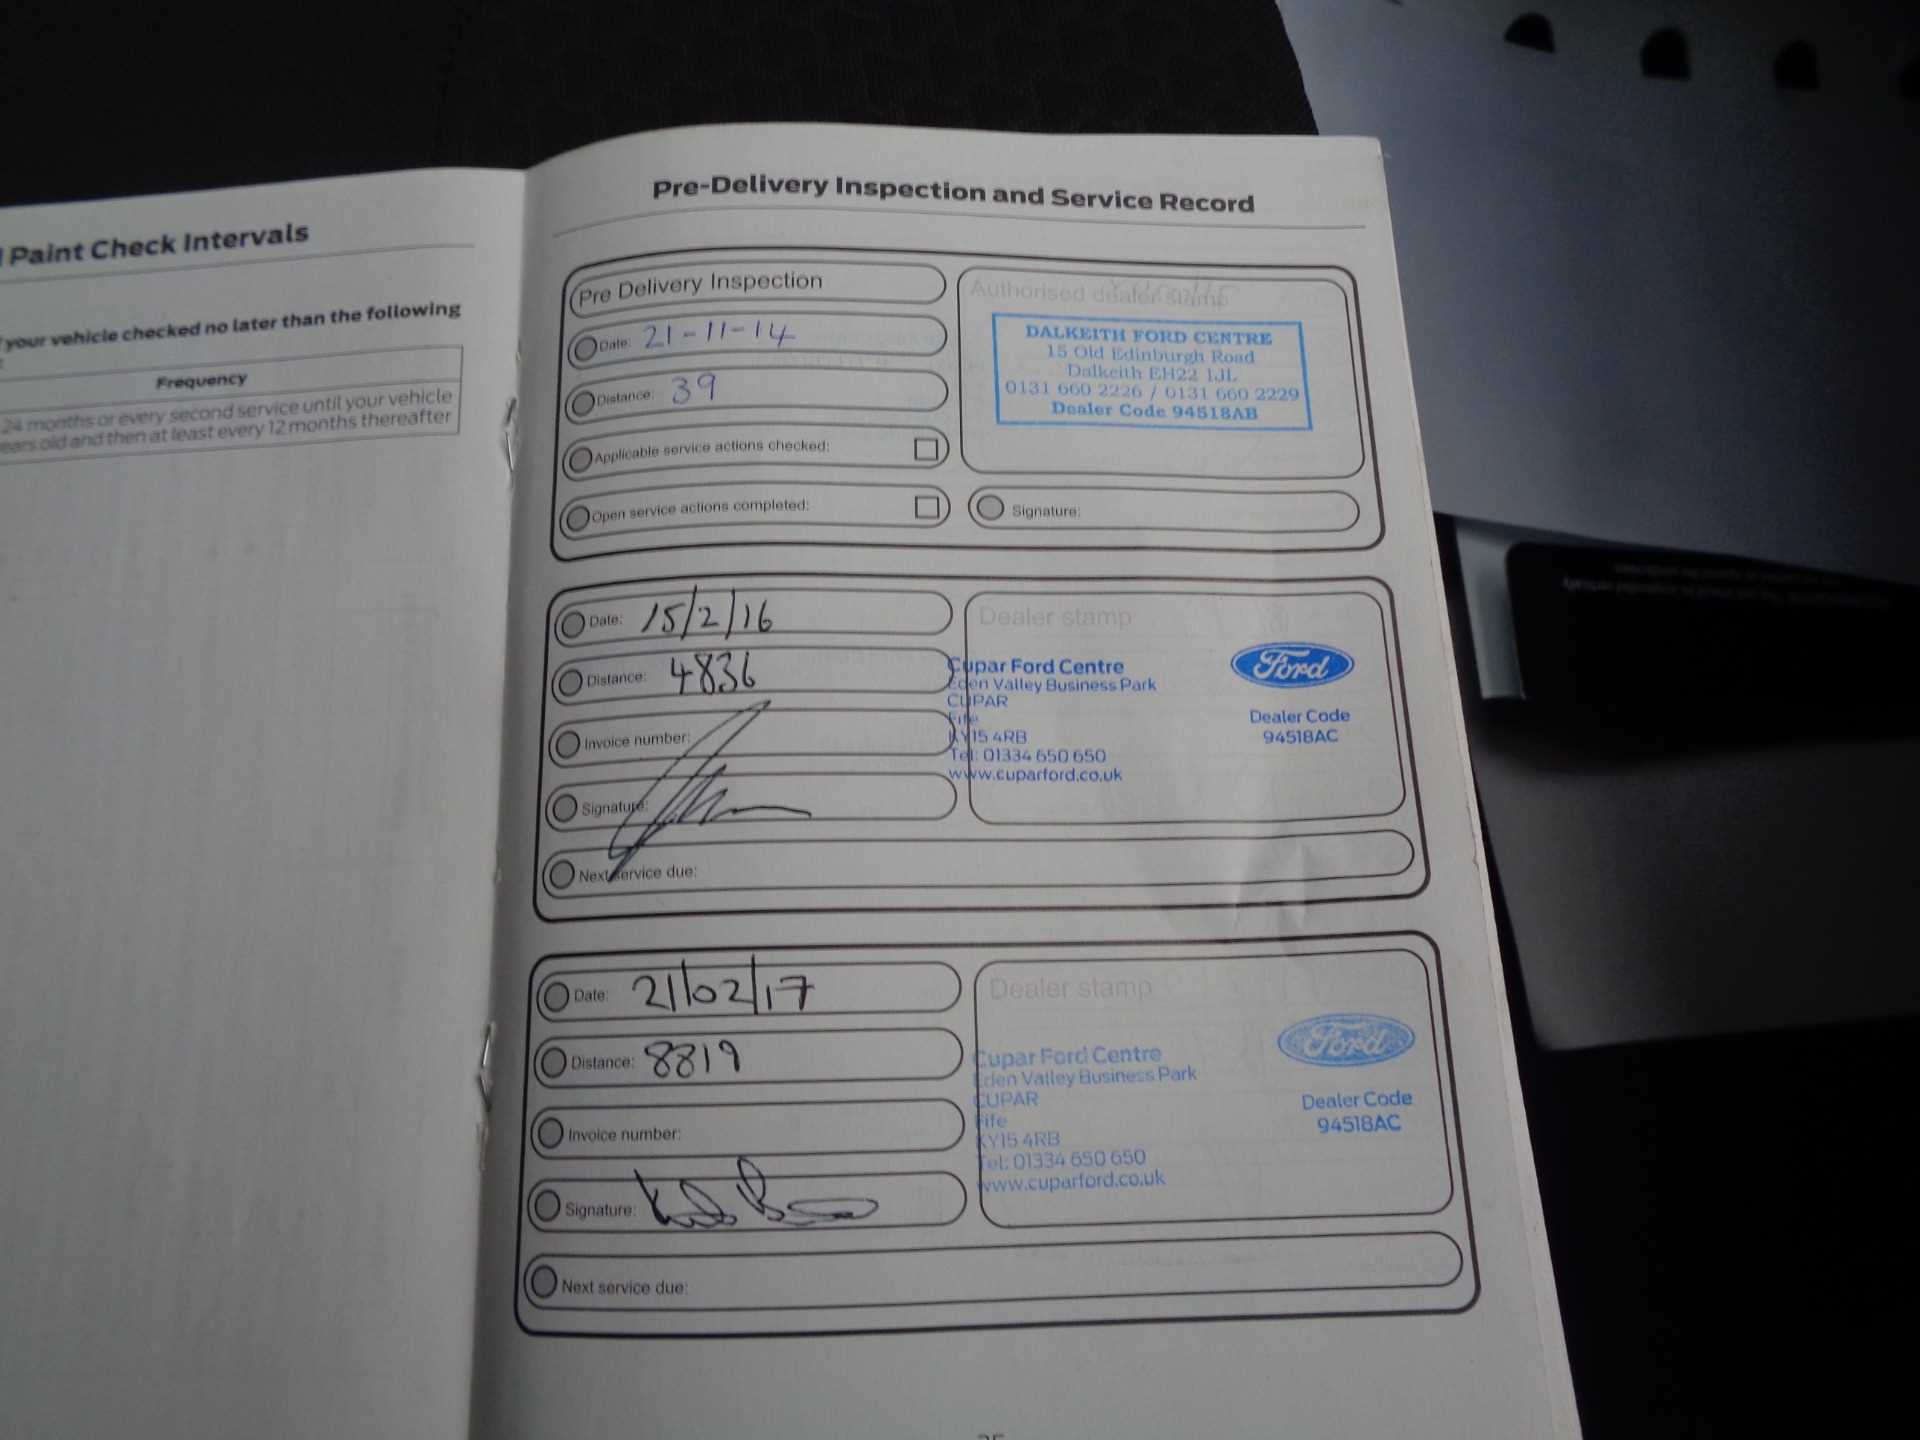 Paint Check Intervals
your vehicle checked no later than the following
Frequency
24 months or every second service until your vehicle
years old and then at least every 12 months thereafter
Pre-Delivery Inspection and Service Record
Pre Delivery Inspection
Date: 21-11-14
Distance: 39
Applicable service actions checked:
Open service actions completed:
Authorised dealer stamp
DALKEITH FORD CENTRE
15 Old Edinburgh Road
Dalkeith EH22 1JL
0131 660 2226 / 0131 660 2229
Dealer Code 94518AB
Signature:
Date: 15/2/16
Distance: 4836
Invoice number:
Signature:
Next service due:
Dealer stamp
Cupar Ford Centre
Eden Valley Business Park
CUPAR
Fife
KY15 4RB
Tel: 01334 650 650
www.cuparford.co.uk
Ford
Dealer Code
94518AC
Date: 21/02/17
Distance: 8819
Invoice number:
Signature:
Next service due:
Dealer stamp
Cupar Ford Centre
Eden Valley Business Park
CUPAR
Fife
KY15 4RB
Tel: 01334 650 650
www.cuparford.co.uk
Ford
Dealer Code
94518AC